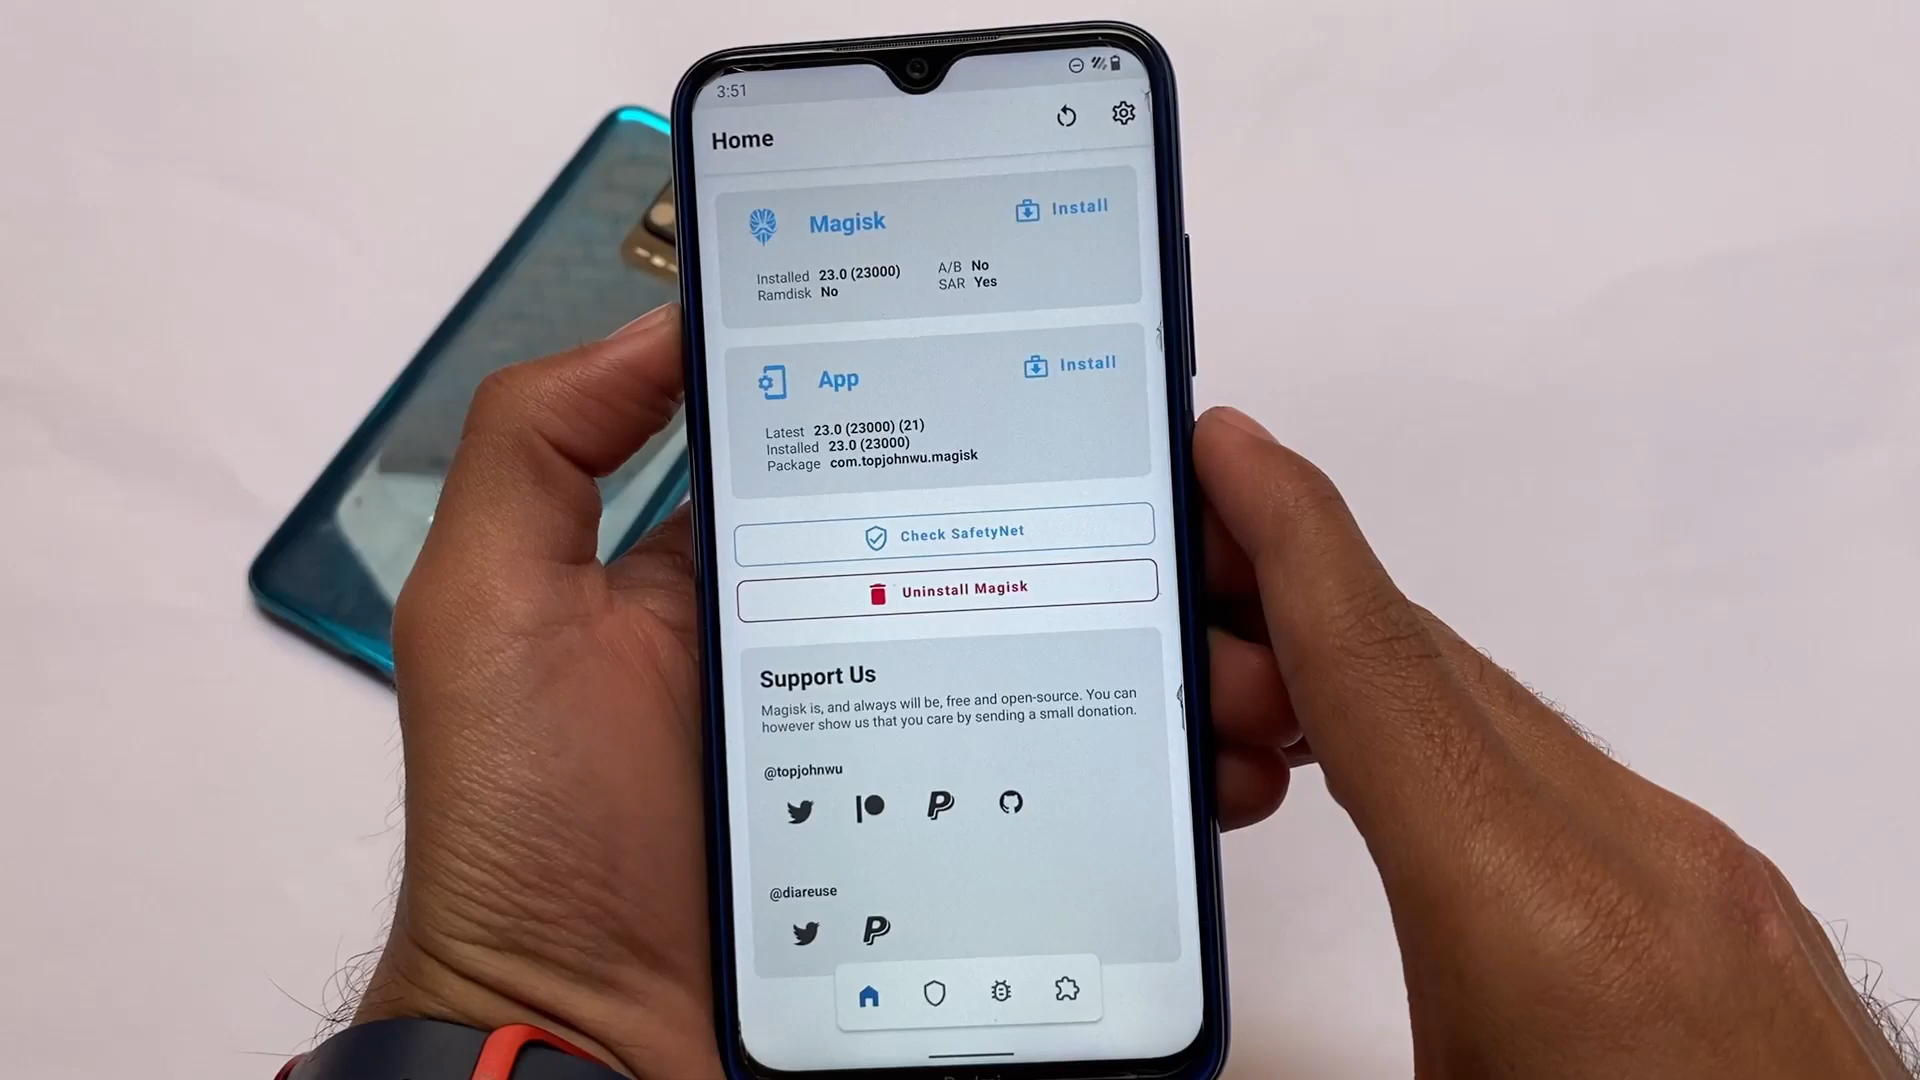 3:51
Home
Magisk
Install
Installed 23.0 (23000)
A/B No
Ramdisk No
SAR Yes
App
Install
Latest 23.0 (23000) (21)
Installed 23.0 (23000)
Package com.topjohnwu.magisk
Check SafetyNet
Uninstall Magisk
Support Us
Magisk is, and always will be, free and open-source. You can
however show us that you care by sending a small donation.
@topjohnwu
@diareuse